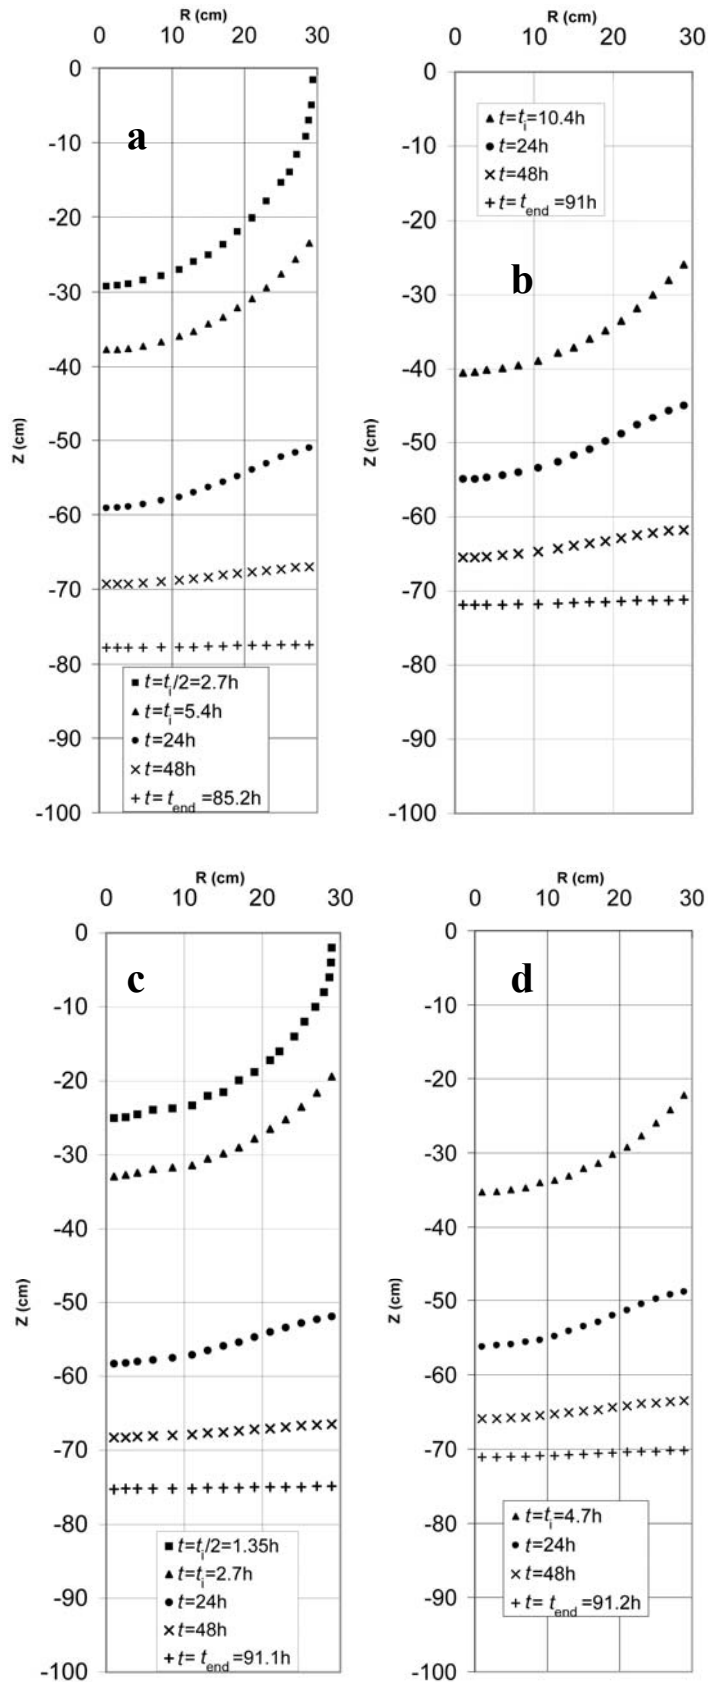 R (cm)
0 10 20 30
0
-10
-20
-30
-40
-50
-60
-70
-80
-90
-100
Z (cm)
a
t=ti/2=2.7h
t=ti=5.4h
t=24h
t=48h
t= tend =85.2h
R (cm)
0 10 20 30
0
-10
-20
-30
-40
-50
-60
-70
-80
-90
-100
Z (cm)
b
t=ti=10.4h
t=24h
t=48h
t= tend =91h
R (cm)
0 10 20 30
0
-10
-20
-30
-40
-50
-60
-70
-80
-90
-100
Z (cm)
c
t=ti/2=1.35h
t=ti=2.7h
t=24h
t=48h
t= tend =91.1h
R (cm)
0 10 20 30
0
-10
-20
-30
-40
-50
-60
-70
-80
-90
-100
Z (cm)
d
t=ti=4.7h
t=24h
t=48h
t= tend =91.2h